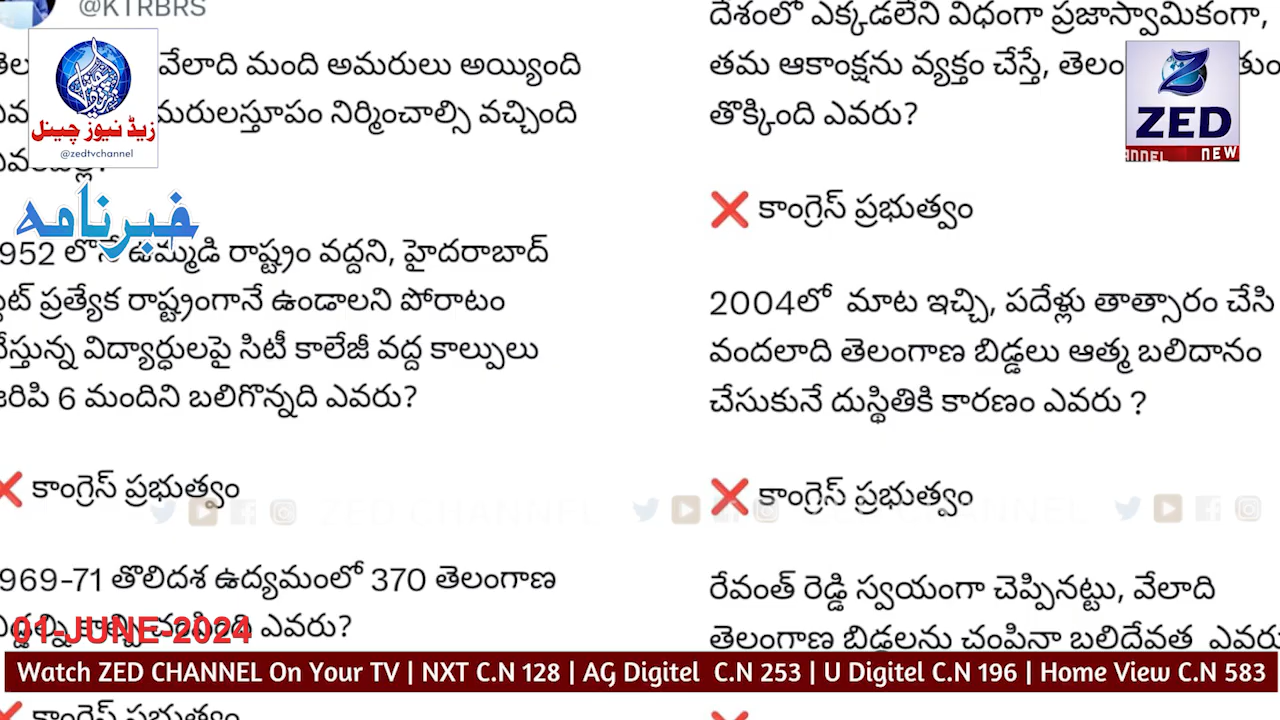 @KTRBRS
వేలాది మంది అమరులు అయ్యింది
నిర్మించాల్సి వచ్చింది
952 లోనే ఉమ్మడి రాష్ట్రం వద్దని, హైదరాబాద్
ప్రత్యేక రాష్ట్రంగానే ఉండాలని పోరాటం
విద్యార్ధులపై సిటీ కాలేజీ వద్ద కాల్పులు
6 మందిని బలిగొన్నది ఎవరు?
❌ కాంగ్రెస్ ప్రభుత్వం
969-71 తొలిదశ ఉద్యమంలో 370 తెలంగాణ
ఎవరు?
కాంగ్రెస్ ప్రభుత్వం
దేశంలో ఎక్కడలేని విధంగా ప్రజాస్వామికంగా,
తమ ఆకాంక్షను వ్యక్తం చేస్తే,
తొక్కింది ఎవరు?
❌ కాంగ్రెస్ ప్రభుత్వం
2004లో మాట ఇచ్చి, పదేళ్లు తాత్సారం చేసి
వందలాది తెలంగాణ బిడ్డలు ఆత్మ బలిదానం
చేసుకునే దుస్థితికి కారణం ఎవరు ?
❌ కాంగ్రెస్ ప్రభుత్వం
రేవంత్ రెడ్డి స్వయంగా చెప్పినట్టు, వేలాది
తెలంగాణ బిడ్డలను చంపినా బలిదేవత ఎవరు
زیڈ نیوز چینل
@zedtvchannel
خبرنامہ
ZED
NEW
ZED CHANNEL
01-JUNE-2024
Watch ZED CHANNEL On Your TV | NXT C.N 128 | AG Digitel C.N 253 | U Digitel C.N 196 | Home View C.N 583